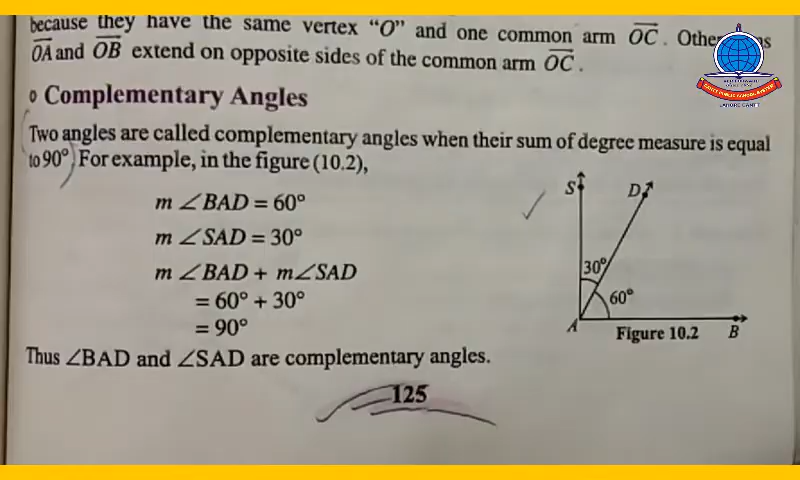 because they have the same vertex "O" and one common arm OC. Other
OA and OB extend on opposite sides of the common arm OC.
Complementary Angles
Two angles are called complementary angles when their sum of degree measure is equal
to 90°. For example, in the figure (10.2),
m ∠BAD = 60°
m ∠SAD = 30°
m ∠BAD + m∠SAD
= 60° + 30°
= 90°
S
D
30°
60°
A
B
Figure 10.2
Thus ∠BAD and ∠SAD are complementary angles.
125